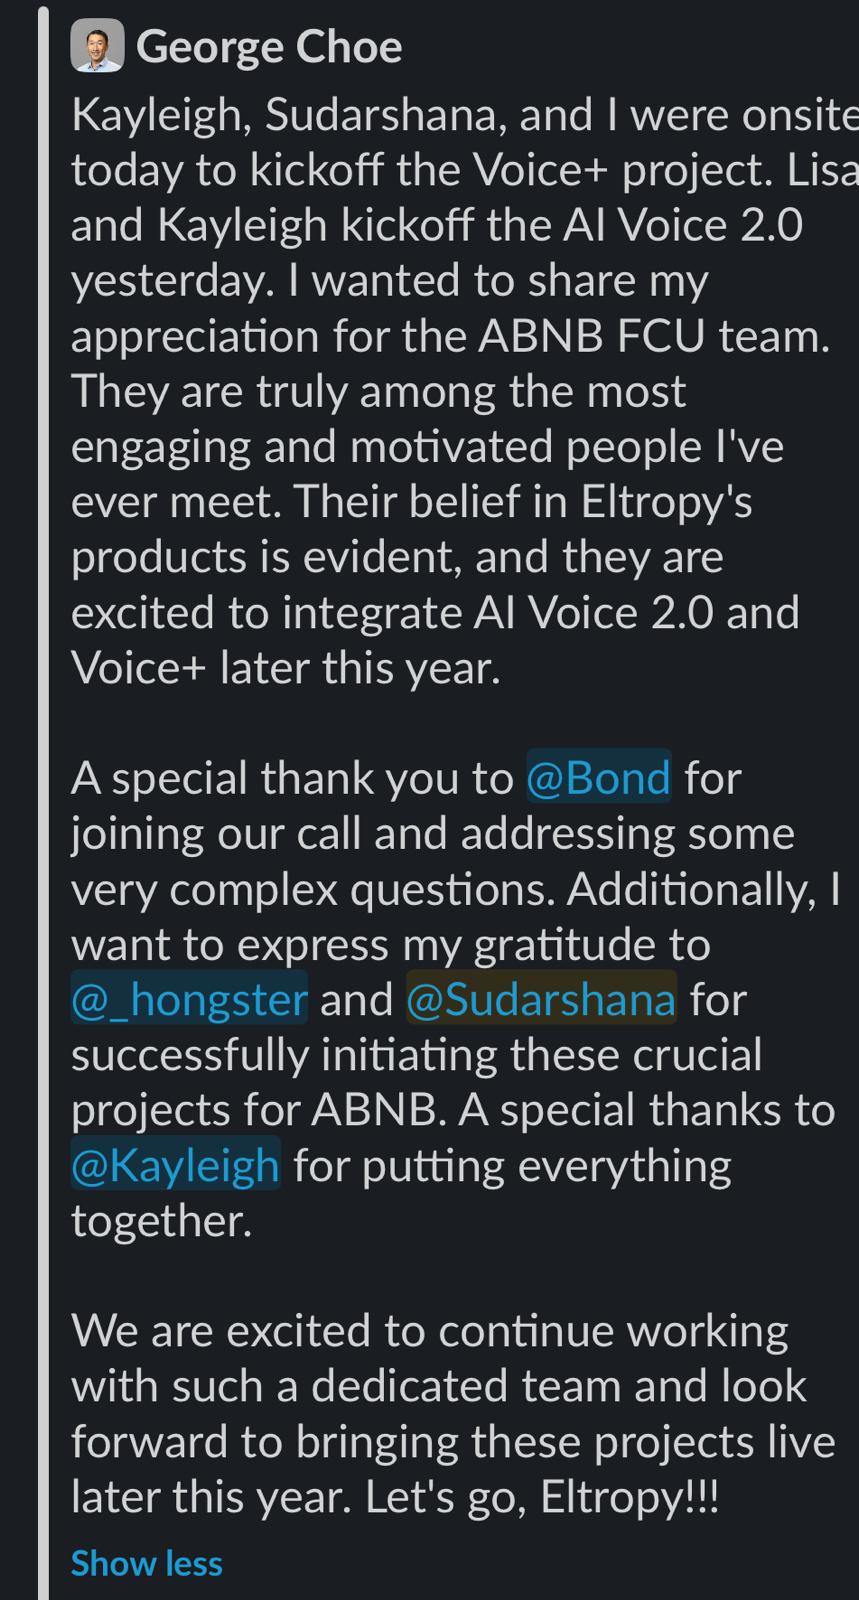 George Choe
Kayleigh, Sudarshana, and I were onsite
today to kickoff the Voice+ project. Lisa
and Kayleigh kickoff the AI Voice 2.0
yesterday. I wanted to share my
appreciation for the ABNB FCU team.
They are truly among the most
engaging and motivated people I've
ever meet. Their belief in Eltropy's
products is evident, and they are
excited to integrate AI Voice 2.0 and
Voice+ later this year.
A special thank you to @Bond for
joining our call and addressing some
very complex questions. Additionally, I
want to express my gratitude to
@_hongster and @Sudarshana for
successfully initiating these crucial
projects for ABNB. A special thanks to
@Kayleigh for putting everything
together.
We are excited to continue working
with such a dedicated team and look
forward to bringing these projects live
later this year. Let's go, Eltropy!!!
Show less